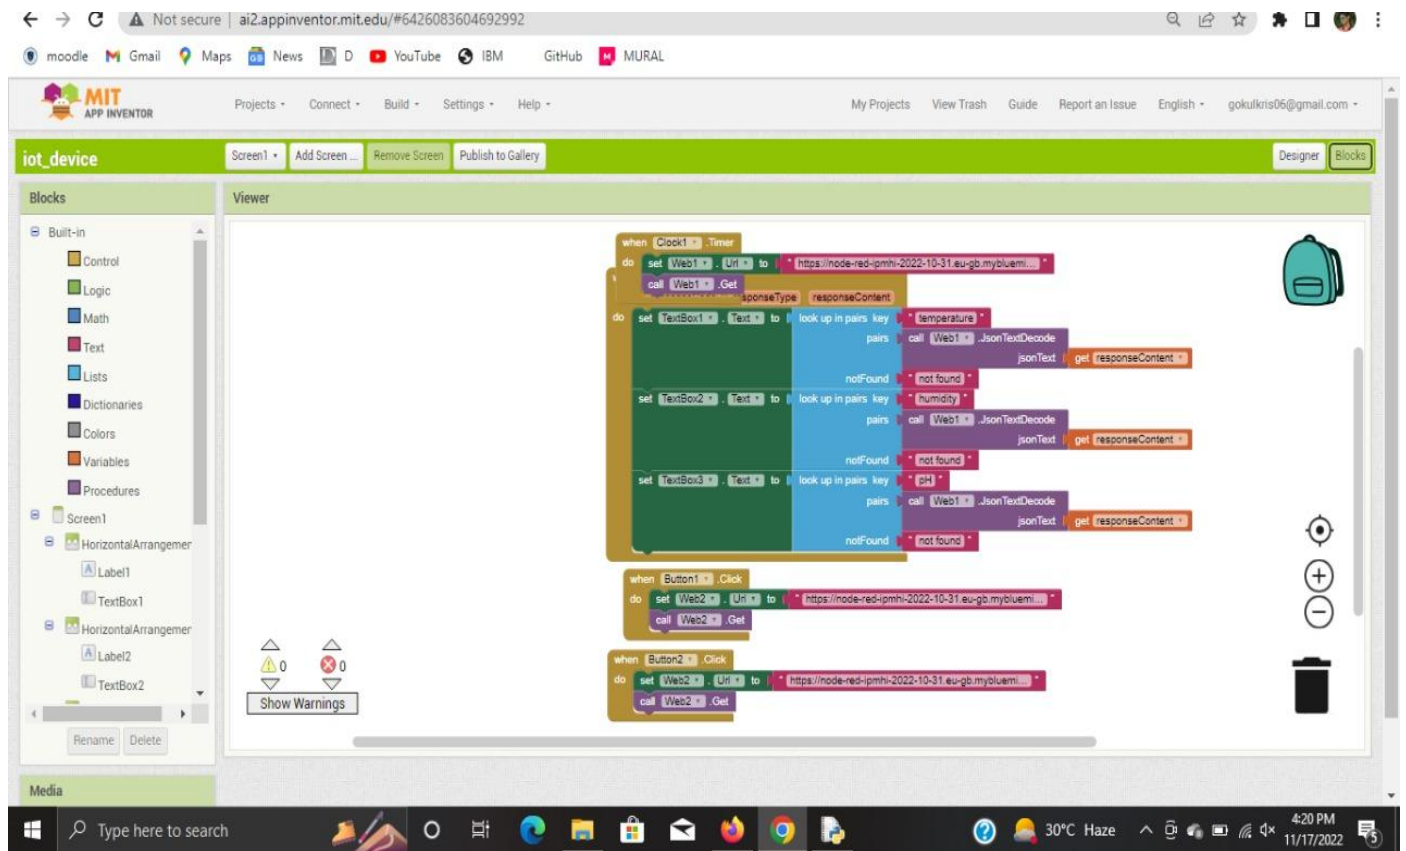 Not secure | ai2.appinventor.mit.edu/#6426083604692992
moodle Gmail Maps News D YouTube IBM GitHub MURAL
MIT
APP INVENTOR
Projects Connect Build Settings Help My Projects View Trash Guide Report an Issue English gokulkris06@gmail.com
iot_device Screen1 Add Screen ... Remove Screen Publish to Gallery Designer Blocks
Blocks Viewer
Built-in
Control
Logic
Math
Text
Lists
Dictionaries
Colors
Variables
Procedures
Screen1
HorizontalArrangemer
Label1
TextBox1
HorizontalArrangemer
Label2
TextBox2
Rename Delete
Media
when Clock1 .Timer
do set Web1 . Url to " https://node-red-ipmhi-2022-10-31.eu-gb.mybluemi... "
call Web1 .Get
sponseType responseContent
do set TextBox1 . Text to look up in pairs key " temperature "
pairs call Web1 .JsonTextDecode
jsonText get responseContent
notFound " not found "
set TextBox2 . Text to look up in pairs key " humidity "
pairs call Web1 .JsonTextDecode
jsonText get responseContent
notFound " not found "
set TextBox3 . Text to look up in pairs key " pH "
pairs call Web1 .JsonTextDecode
jsonText get responseContent
notFound " not found "
when Button1 .Click
do set Web2 . Url to " https://node-red-ipmhi-2022-10-31.eu-gb.mybluemi... "
call Web2 .Get
when Button2 .Click
do set Web2 . Url to " https://node-red-ipmhi-2022-10-31.eu-gb.mybluemi... "
call Web2 .Get
0 0
Show Warnings
Type here to search 30°C Haze 4:20 PM
11/17/2022 5